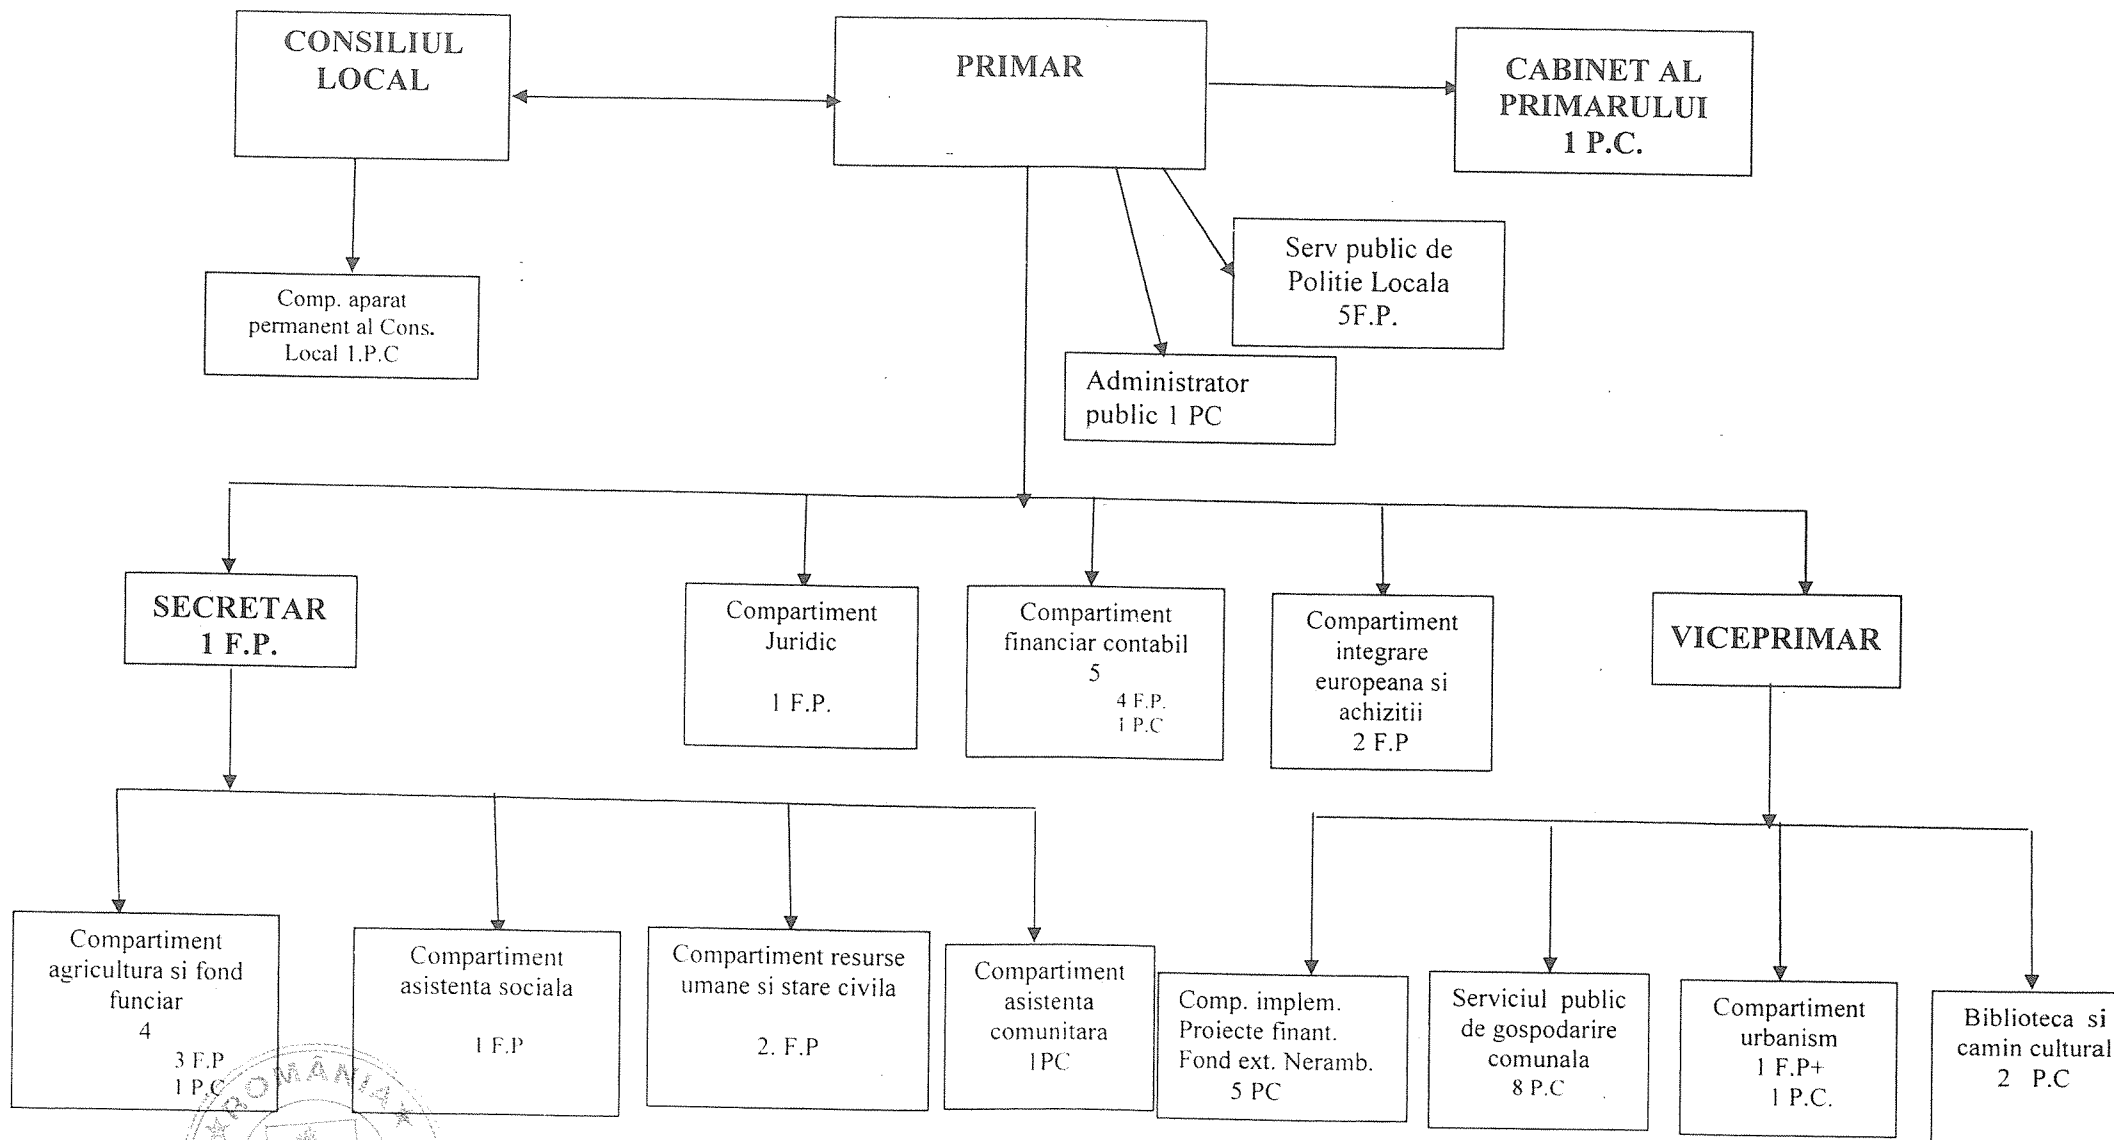 CONSILIUL
LOCAL
PRIMAR
CABINET AL
PRIMARULUI
1 P.C.
Serv public de
Politie Locala
5F.P.
Comp. aparat
permanent al Cons.
Local 1.P.C
Administrator
public 1 PC
SECRETAR
1 F.P.
Compartiment
Juridic
1 F.P.
Compartiment
financiar contabil
5
4 F.P.
1 P.C
Compartiment
integrare
europeana si
achizitii
2 F.P
VICEPRIMAR
Compartiment
agricultura si fond
funciar
4
3 F.P
1 P.C
Compartiment
asistenta sociala
1 F.P
Compartiment resurse
umane si stare civila
2. F.P
Compartiment
asistenta
comunitara
1PC
Comp. implem.
Proiecte finant.
Fond ext. Neramb.
5 PC
Serviciul public
de gospodarire
comunala
8 P.C
Compartiment
urbanism
1 F.P+
1 P.C.
Biblioteca si
camin cultural
2 P.C
ROMÂNIA